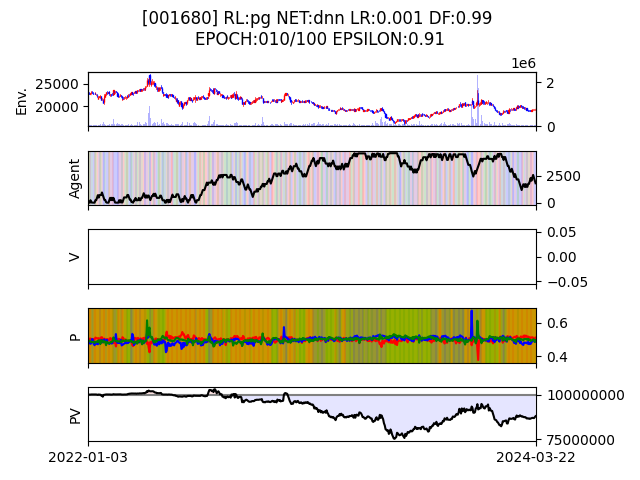 [001680] RL:pg NET:dnn LR:0.001 DF:0.99
EPOCH:010/100 EPSILON:0.91
1e6
Env.
25000
20000
2
0
Agent
2500
0
V
0.05
0.00
−0.05
P
0.6
0.4
PV
100000000
75000000
2022-01-03
2024-03-22